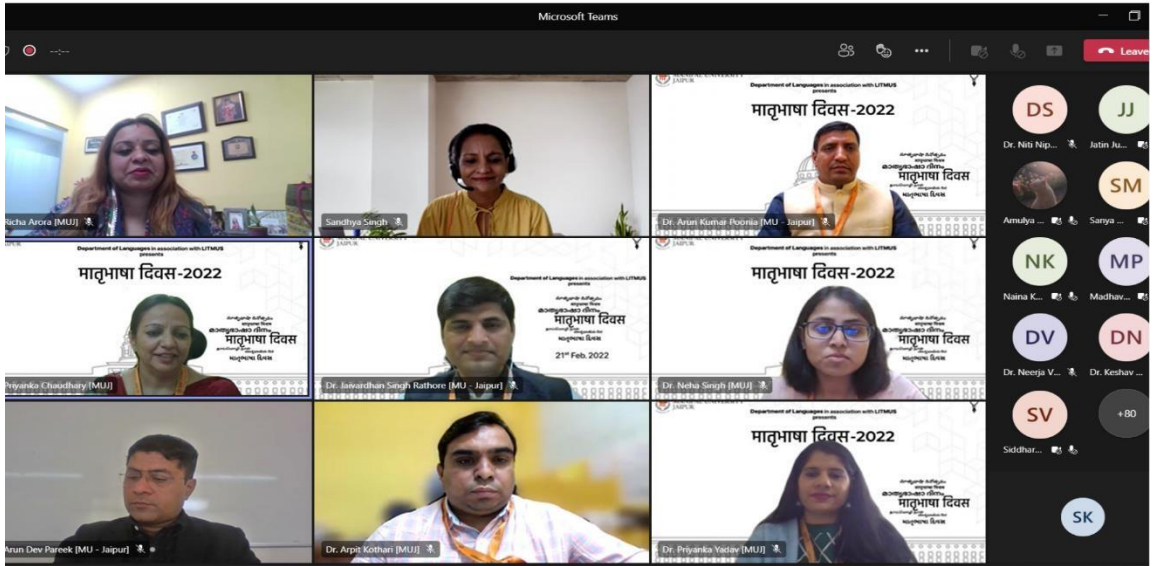 Microsoft Teams
--:--
Leave
Richa Arora [MUJ]
Sandhya Singh
JAIPUR
Department of Languages in association with LITMUS
presents
मातृभाषा दिवस-2022
मातृभाषा दिवस
Dr. Arun Kumar Poonia [MU - Jaipur]
Department of Languages in association with LITMUS
presents
मातृभाषा दिवस-2022
मातृभाषा दिवस
Priyanka Chaudhary [MUJ]
JAIPUR
Department of Languages in association with LITMUS
presents
मातृभाषा दिवस
21st Feb. 2022
Dr. Jaivardhan Singh Rathore [MU - Jaipur]
JAIPUR
Department of Languages in association with LITMUS
presents
मातृभाषा दिवस-2022
मातृभाषा दिवस
Dr. Neha Singh [MUJ]
Arun Dev Pareek [MU - Jaipur]
Dr. Arpit Kothari [MUJ]
JAIPUR
Department of Languages in association with LITMUS
presents
मातृभाषा दिवस-2022
मातृभाषा दिवस
Dr. Priyanka Yadav [MUJ]
DS JJ
Dr. Niti Nip... Jatin Ju...
SM
Amulya ... Sanya ...
NK MP
Naina K... Madhav...
DV DN
Dr. Neerja V... Dr. Keshav ...
SV +80
Siddhar...
SK